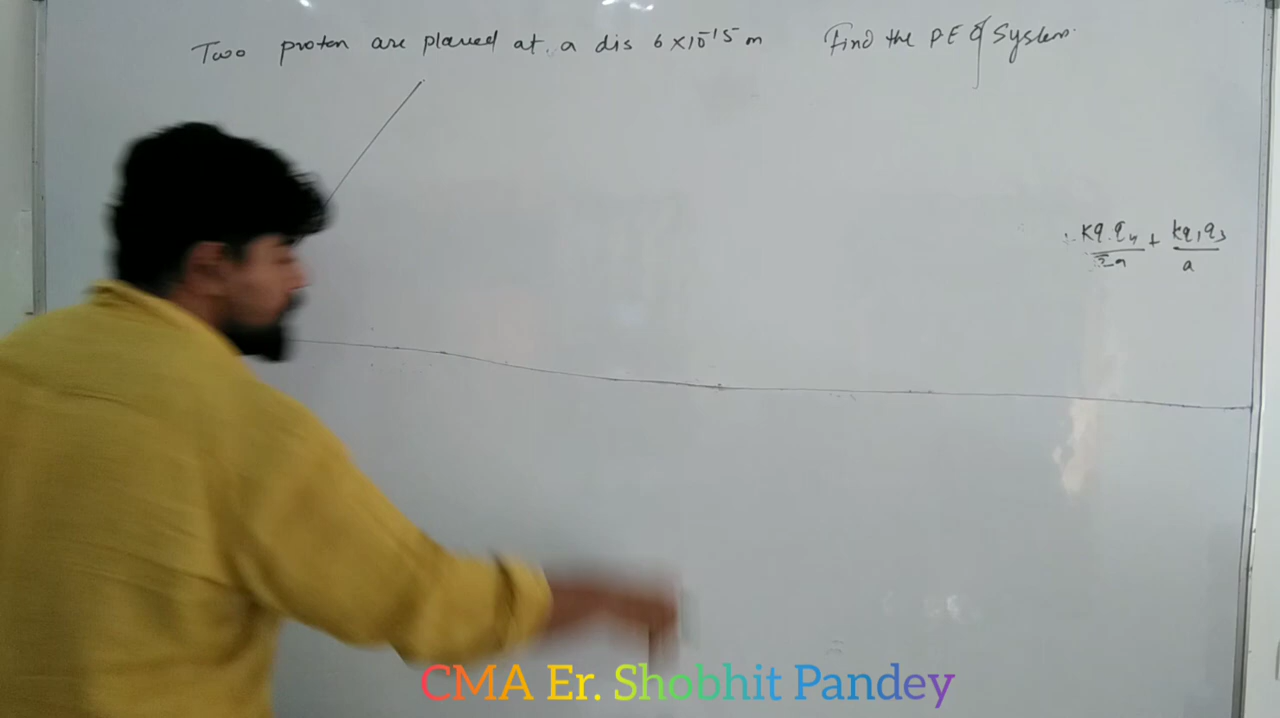 Two proton are placed at. a dis 6×10⁻¹⁵ m Find the PE of System.
kq.q₄ + kq₁q₃
√2a a
CMA Er. Shobhit Pandey